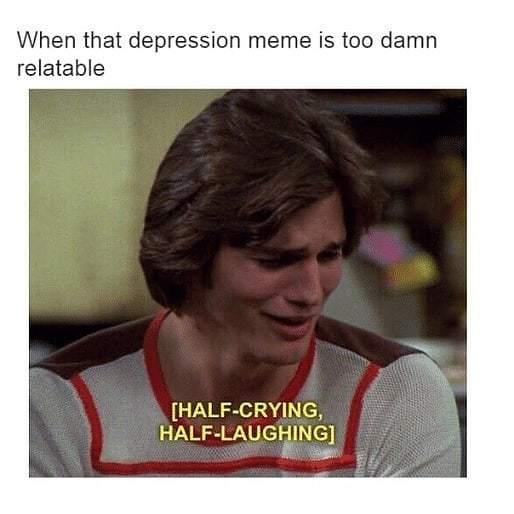 When that depression meme is too damn
relatable
[HALF-CRYING,
HALF-LAUGHING]